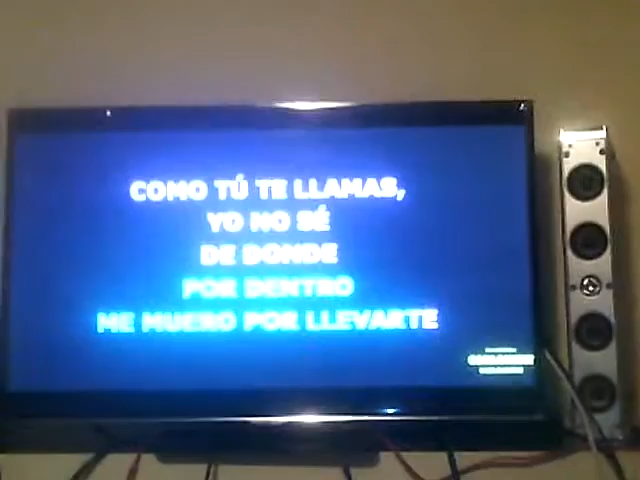 COMO TÚ TE LLAMAS,
YO NO SÉ
DE DONDE
POR DENTRO
ME MUERO POR LLEVARTE